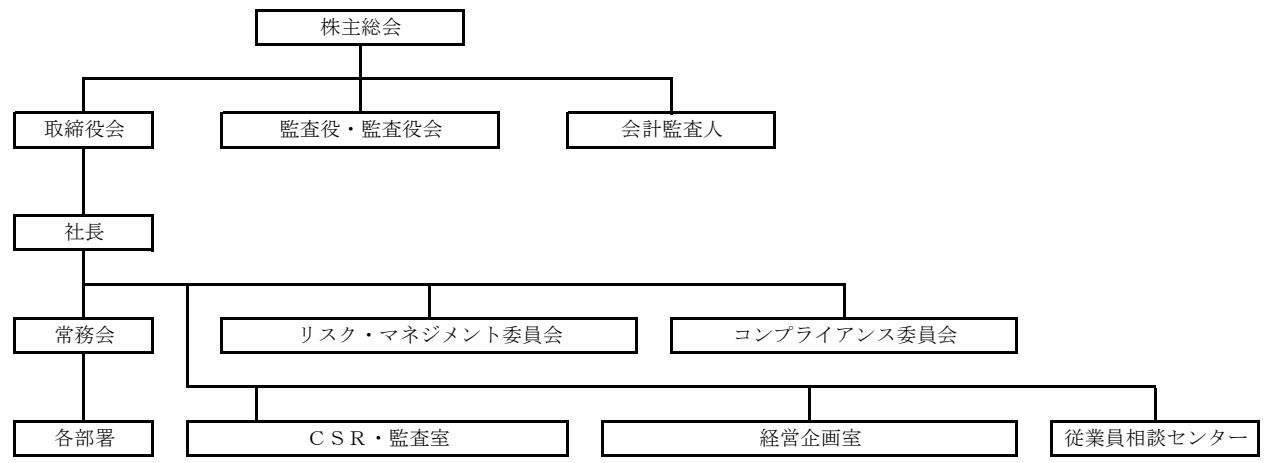 株主総会
取締役会
監査役・監査役会
会計監査人
社長
常務会
リスク・マネジメント委員会
コンプライアンス委員会
各部署
ＣＳＲ・監査室
経営企画室
従業員相談センター